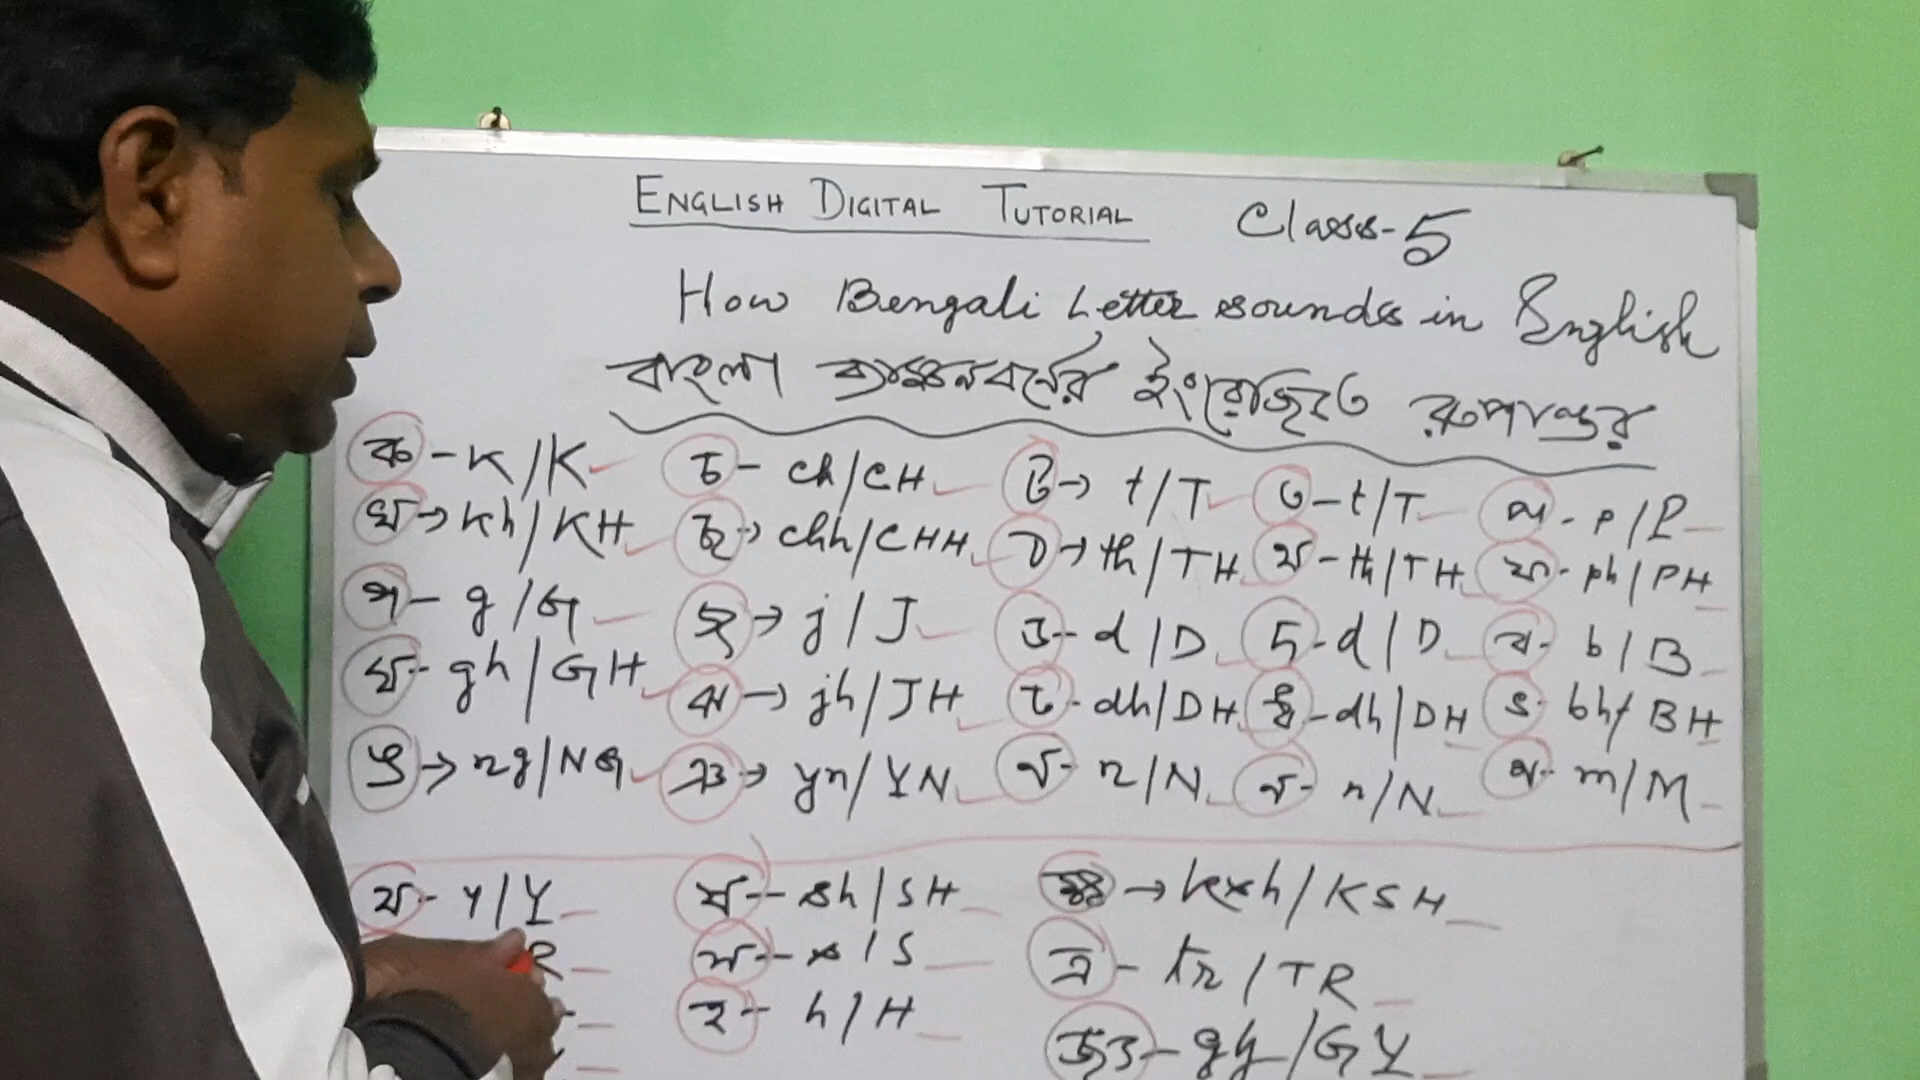 ENGLISH DIGITAL TUTORIAL Class-5
How Bengali Letter sounds in English
বাংলা ব্যাঞ্জনবর্নের ইংরেজিতে রুপান্তর
ক - k/K চ - ch/CH ট → t/T ত - t/T প - p/P
খ → kh/KH ছ → chh/CHH ঠ → th/TH থ - th/TH ফ - ph/PH
গ - g/G জ → j/J ড - d/D দ - d/D ব - b/B
ঘ - gh/GH ঝ → jh/JH ঢ - dh/DH ধ - dh/DH ভ - bh/BH
ঙ → ng/NG ঞ → yn/YN ণ - n/N ন - n/N ম - m/M
য - y/Y ষ - sh/SH ক্ষ → ksh/KSH
R স - s/S ত্র - tr/TR
হ - h/H জ্ঞ - gy/GY